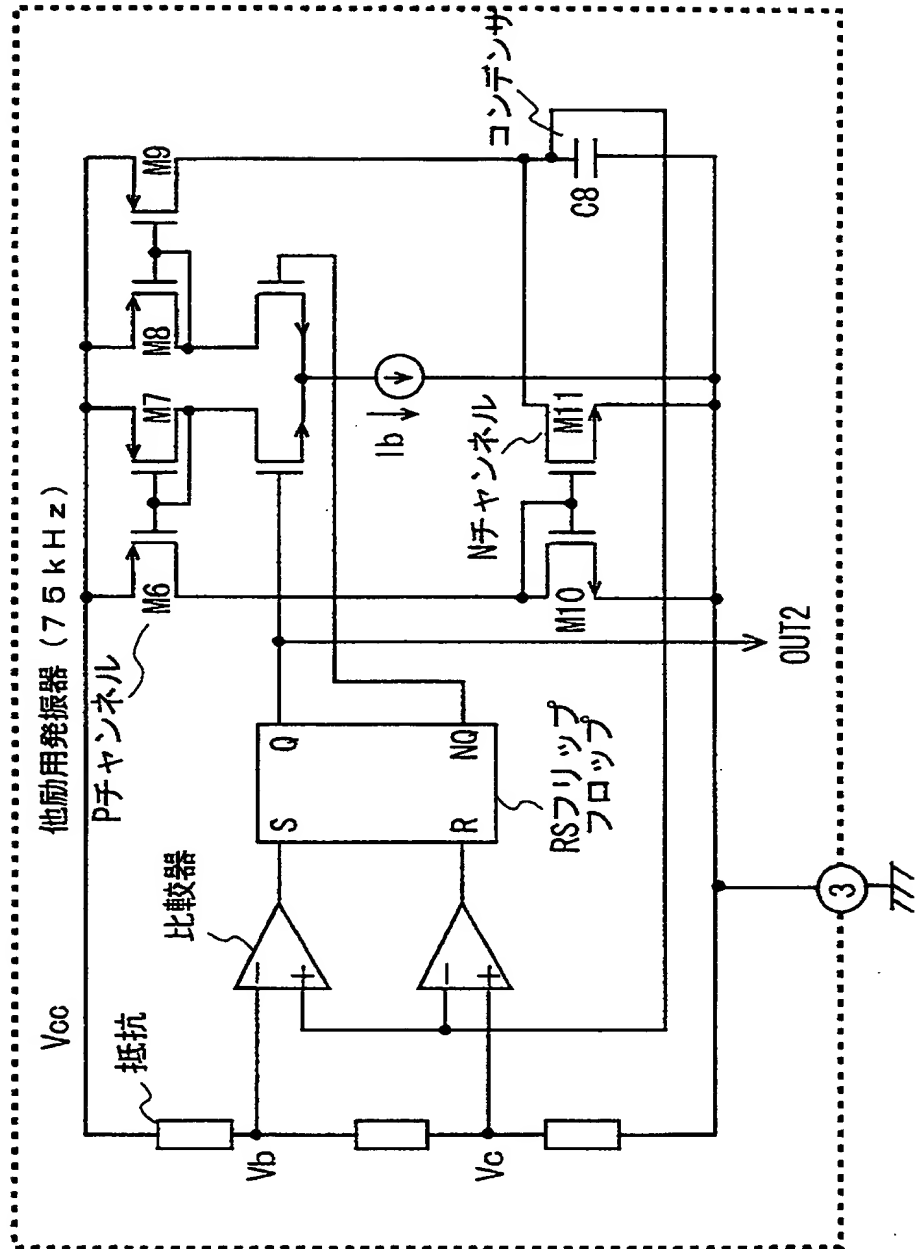 他励用発振器（７５ｋＨｚ）
Vcc
抵抗
Vb
Vc
比較器
−
+
−
+
S
Q
R
NQ
RSフリップ
フロップ
Pチャンネル
M6
M7
M8
M9
Ib
Nチャンネル
M10
M11
コンデンサ
C8
OUT2
3